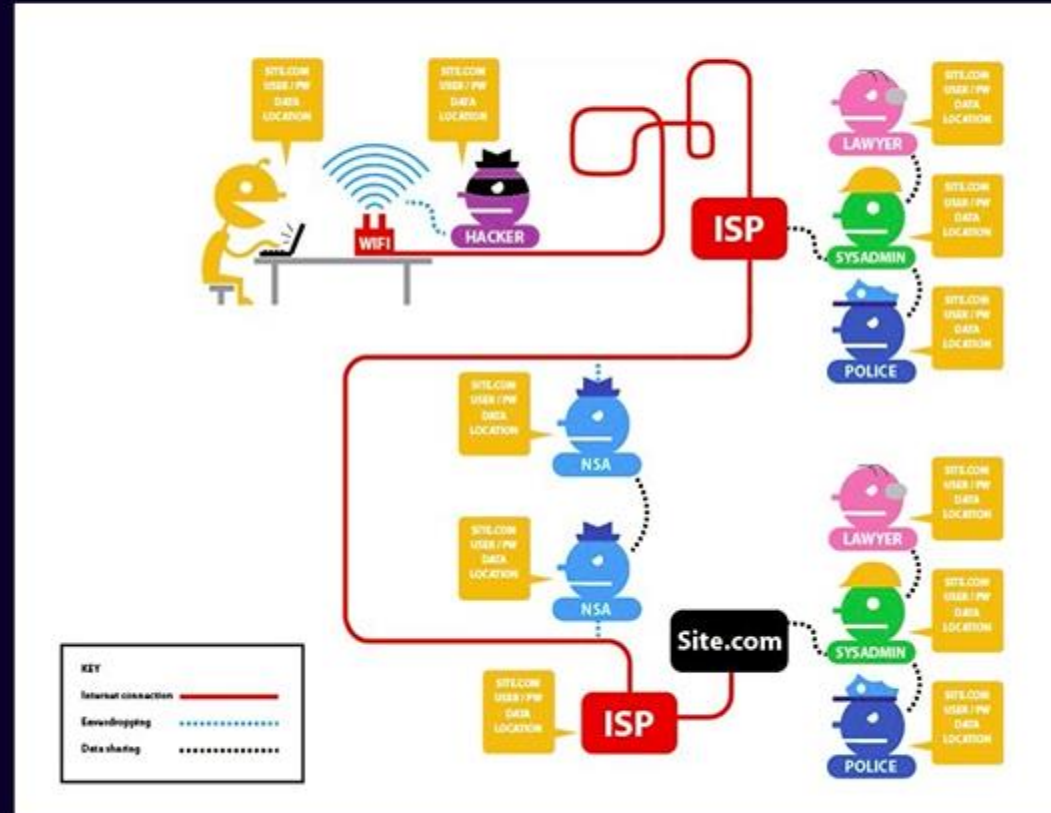 SITE.COM
USER / PW
DATA
LOCATION
SITE.COM
USER / PW
DATA
LOCATION
WIFI
HACKER
ISP
LAWYER
SITE.COM
USER / PW
DATA
LOCATION
SYSADMIN
SITE.COM
USER / PW
DATA
LOCATION
POLICE
SITE.COM
USER / PW
DATA
LOCATION
SITE.COM
USER / PW
DATA
LOCATION
NSA
SITE.COM
USER / PW
DATA
LOCATION
NSA
LAWYER
SITE.COM
USER / PW
DATA
LOCATION
SYSADMIN
SITE.COM
USER / PW
DATA
LOCATION
POLICE
SITE.COM
USER / PW
DATA
LOCATION
Site.com
SITE.COM
USER / PW
DATA
LOCATION
ISP
KEY
Internet connection
Eavesdropping
Data sharing